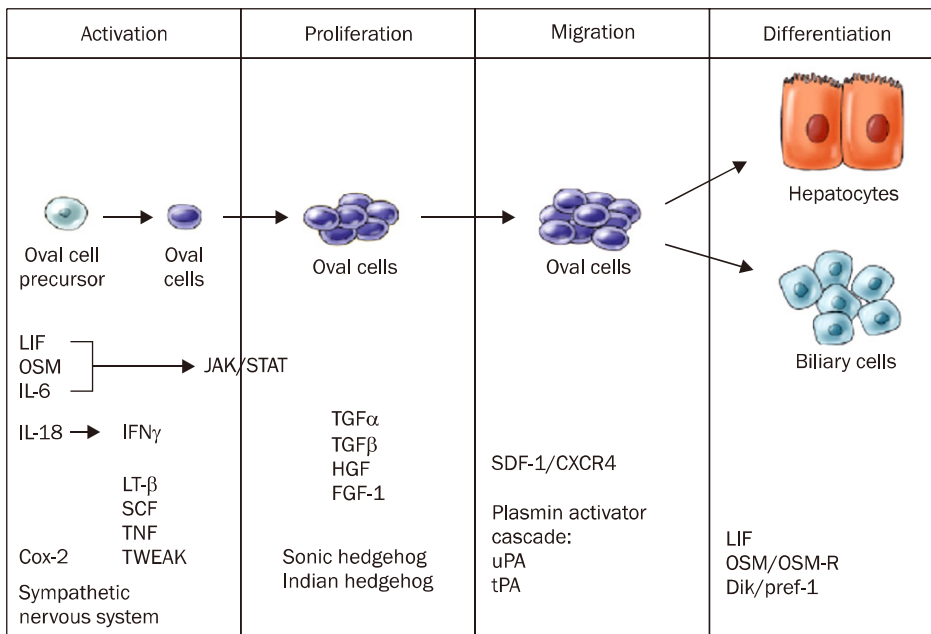 Activation
Proliferation
Migration
Differentiation
Hepatocytes
Oval cell
precursor
Oval
cells
Oval cells
Oval cells
Biliary cells
LIF
OSM
IL-6
JAK/STAT
IL-18
IFNγ
LT-β
SCF
TNF
Cox-2
TWEAK
Sympathetic
nervous system
TGFα
TGFβ
HGF
FGF-1
Sonic hedgehog
Indian hedgehog
SDF-1/CXCR4
Plasmin activator
cascade:
uPA
tPA
LIF
OSM/OSM-R
Dik/pref-1